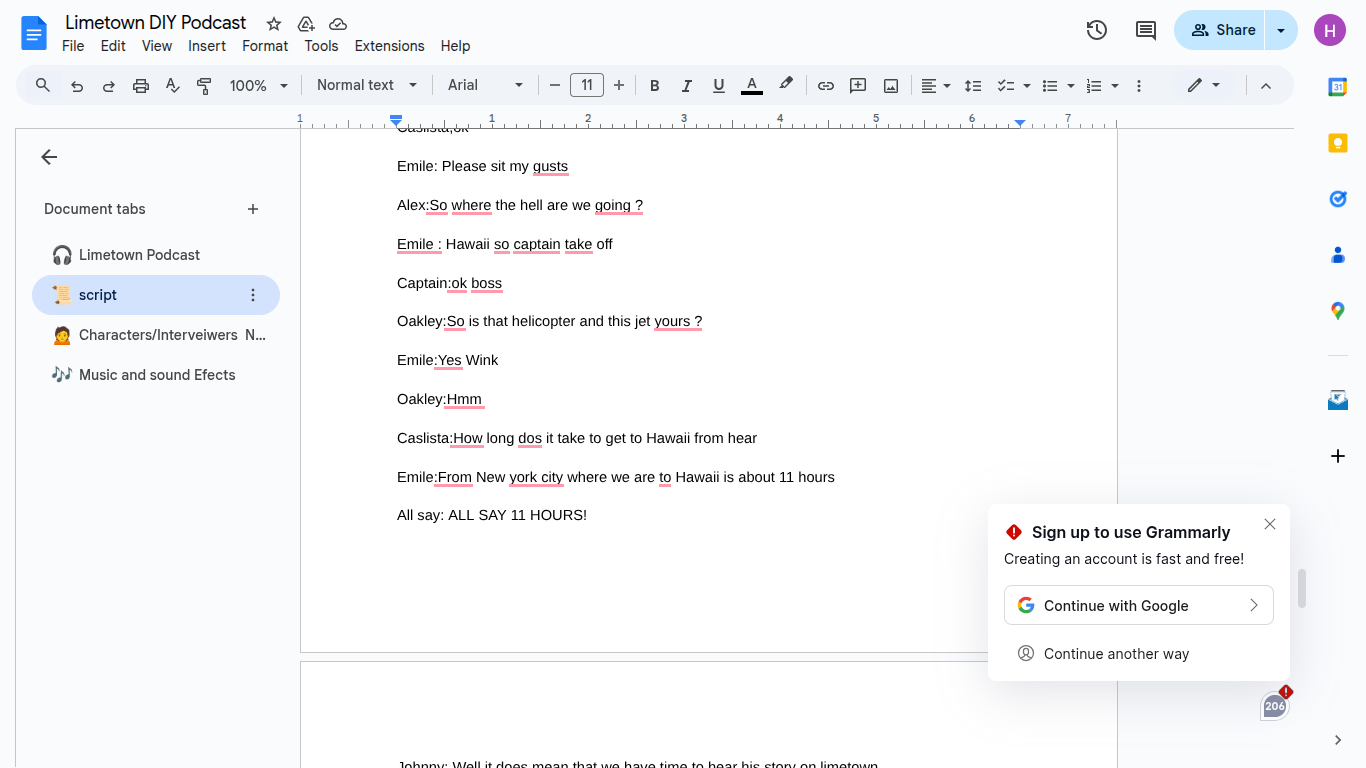 Limetown DIY Podcast
File Edit View Insert Format Tools Extensions Help
Share
H
100% Normal text Arial 11 B I U A
1 1 2 3 4 5 6 7
31
Document tabs
Limetown Podcast
script
Characters/Interveiwers N...
Music and sound Efects
Caslista,ok
Emile: Please sit my gusts
Alex:So where the hell are we going ?
Emile : Hawaii so captain take off
Captain:ok boss
Oakley:So is that helicopter and this jet yours ?
Emile:Yes Wink
Oakley:Hmm
Caslista:How long dos it take to get to Hawaii from hear
Emile:From New york city where we are to Hawaii is about 11 hours
All say: ALL SAY 11 HOURS!
Johnny: Well it does mean that we have time to hear his story on limetown
Sign up to use Grammarly
Creating an account is fast and free!
Continue with Google
Continue another way
206